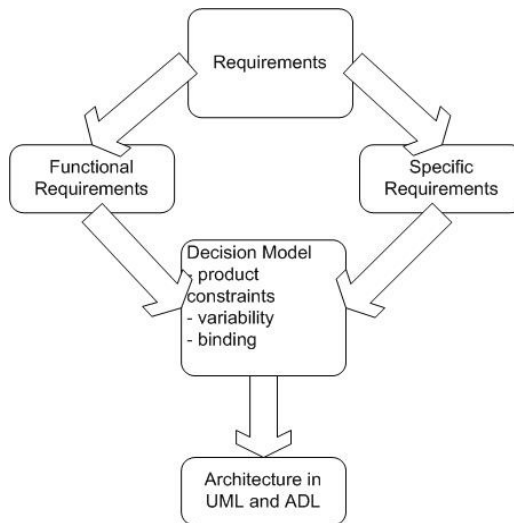 Requirements
Functional
Requirements
Specific
Requirements
Decision Model
- product
constraints
- variability
- binding
Architecture in
UML and ADL